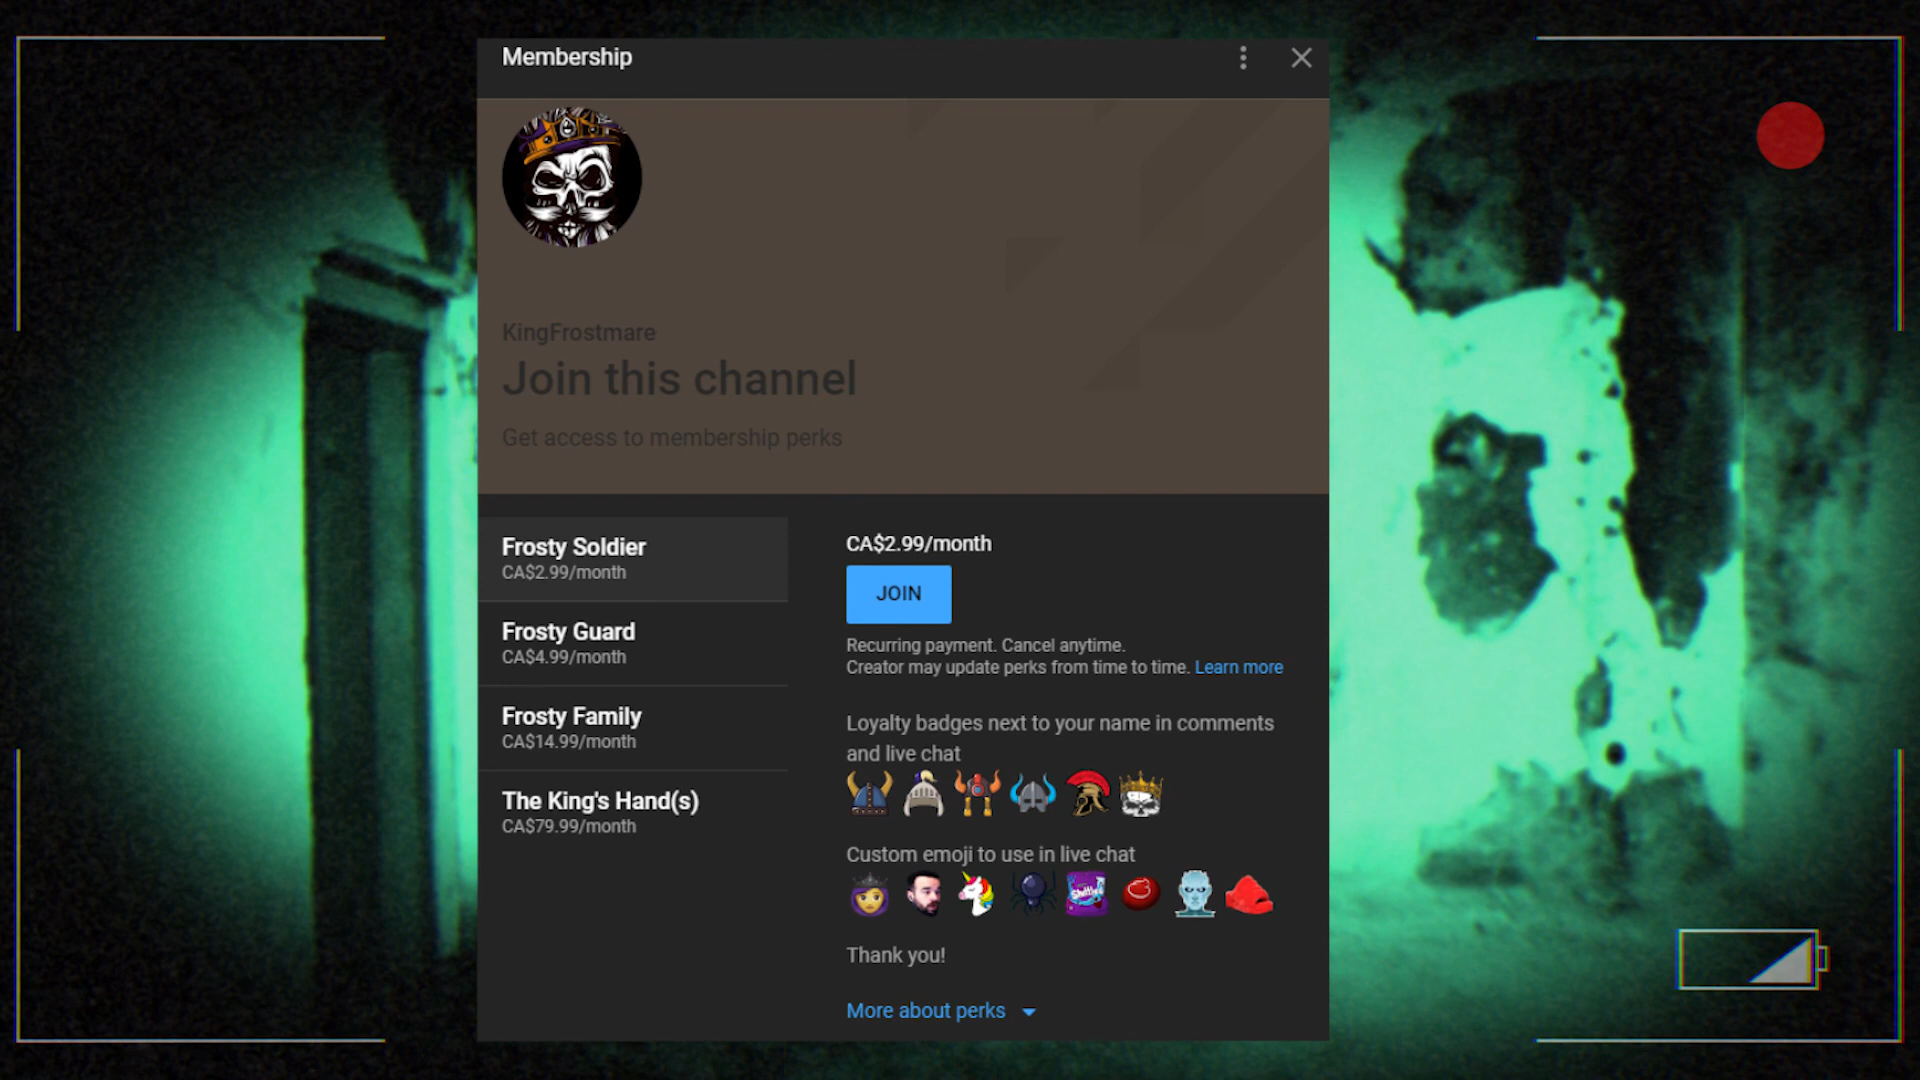 Membership
KingFrostmare
Join this channel
Get access to membership perks
Frosty Soldier
CA$2.99/month
Frosty Guard
CA$4.99/month
Frosty Family
CA$14.99/month
The King's Hand(s)
CA$79.99/month
CA$2.99/month
JOIN
Recurring payment. Cancel anytime.
Creator may update perks from time to time. Learn more
Loyalty badges next to your name in comments
and live chat
Custom emoji to use in live chat
Thank you!
More about perks